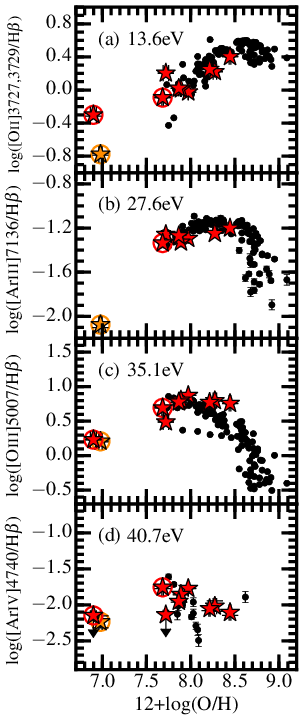 log([OII]3727,3729/Hβ)
0.8
0.4
0.0
−0.4
−0.8
(a) 13.6eV
log([ArIII]7136/Hβ)
−0.8
−1.2
−1.6
−2.0
(b) 27.6eV
log([OIII]5007/Hβ)
1.5
1.0
0.5
0.0
−0.5
(c) 35.1eV
log([ArIV]4740/Hβ)
−1.0
−1.5
−2.0
−2.5
(d) 40.7eV
7.0 7.5 8.0 8.5 9.0
12+log(O/H)